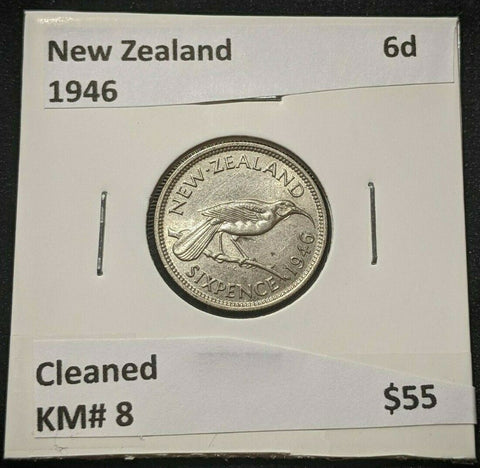 New Zealand 6d
1946
NEW·ZEALAND
SIXPENCE·1946
Cleaned
KM# 8 $55